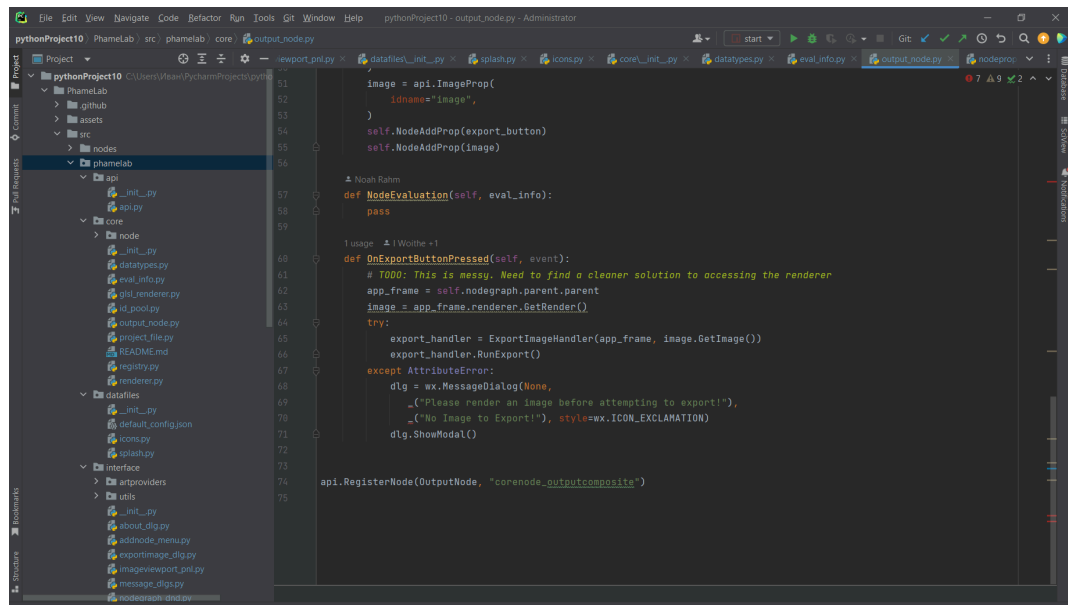 File Edit View Navigate Code Refactor Run Tools Git Window Help pythonProject10 - output_node.py - Administrator
pythonProject10 PhameLab src phamelab core output_node.py
start
Git:
Project
iewport_pnl.py datafiles\__init__.py splash.py icons.py core\__init__.py datatypes.py eval_info.py output_node.py nodeprop
pythonProject10 C:\Users\Иван\PycharmProjects\pytho
PhameLab
.github
assets
src
nodes
phamelab
api
__init__.py
api.py
core
node
__init__.py
datatypes.py
eval_info.py
glsl_renderer.py
id_pool.py
output_node.py
project_file.py
README.md
registry.py
renderer.py
datafiles
__init__.py
default_config.json
icons.py
splash.py
interface
artproviders
utils
__init__.py
about_dlg.py
addnode_menu.py
exportimage_dlg.py
imageviewport_pnl.py
message_dlgs.py
nodegraph_dnd.py
Project
Commit
Pull Requests
Bookmarks
Structure
7 9 2
50 )
51 image = api.ImageProp(
52 idname="image",
53 )
54 self.NodeAddProp(export_button)
55 self.NodeAddProp(image)
56
Noah Rahm
57 def NodeEvaluation(self, eval_info):
58 pass
59
1 usage I Woithe +1
60 def OnExportButtonPressed(self, event):
61 # TODO: This is messy. Need to find a cleaner solution to accessing the renderer
62 app_frame = self.nodegraph.parent.parent
63 image = app_frame.renderer.GetRender()
64 try:
65 export_handler = ExportImageHandler(app_frame, image.GetImage())
66 export_handler.RunExport()
67 except AttributeError:
68 dlg = wx.MessageDialog(None,
69 _("Please render an image before attempting to export!"),
70 _("No Image to Export!"), style=wx.ICON_EXCLAMATION)
71 dlg.ShowModal()
72
73
74 api.RegisterNode(OutputNode, "corenode_outputcomposite")
75
Database
SciView
Notifications